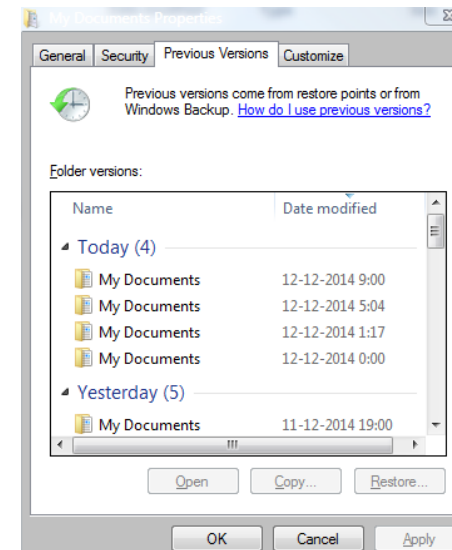 My Documents Properties
General Security Previous Versions Customize
Previous versions come from restore points or from
Windows Backup. How do I use previous versions?
Folder versions:
Name Date modified
Today (4)
My Documents 12-12-2014 9:00
My Documents 12-12-2014 5:04
My Documents 12-12-2014 1:17
My Documents 12-12-2014 0:00
Yesterday (5)
My Documents 11-12-2014 19:00
Open Copy... Restore...
OK Cancel Apply